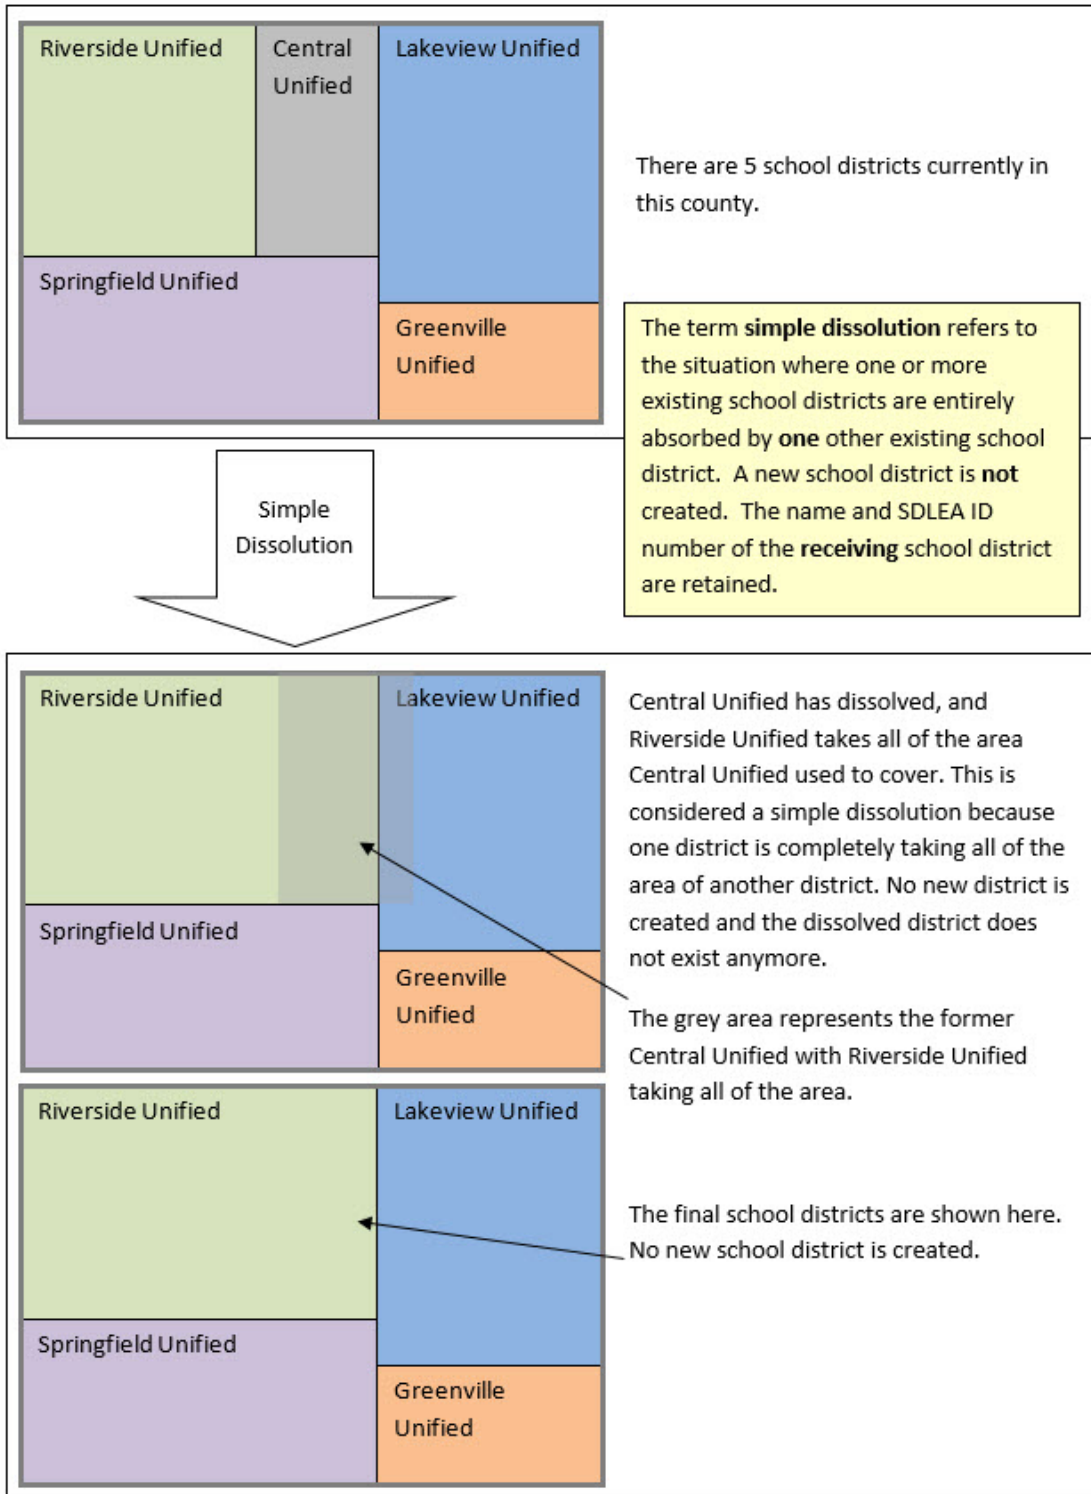 Riverside Unified
Central
Unified
Lakeview Unified
Springfield Unified
Greenville
Unified
There are 5 school districts currently in
this county.
The term simple dissolution refers to
the situation where one or more
existing school districts are entirely
absorbed by one other existing school
district. A new school district is not
created. The name and SDLEA ID
number of the receiving school district
are retained.
Simple
Dissolution
Riverside Unified
Lakeview Unified
Springfield Unified
Greenville
Unified
Central Unified has dissolved, and
Riverside Unified takes all of the area
Central Unified used to cover. This is
considered a simple dissolution because
one district is completely taking all of the
area of another district. No new district is
created and the dissolved district does
not exist anymore.
The grey area represents the former
Central Unified with Riverside Unified
taking all of the area.
Riverside Unified
Lakeview Unified
Springfield Unified
Greenville
Unified
The final school districts are shown here.
No new school district is created.